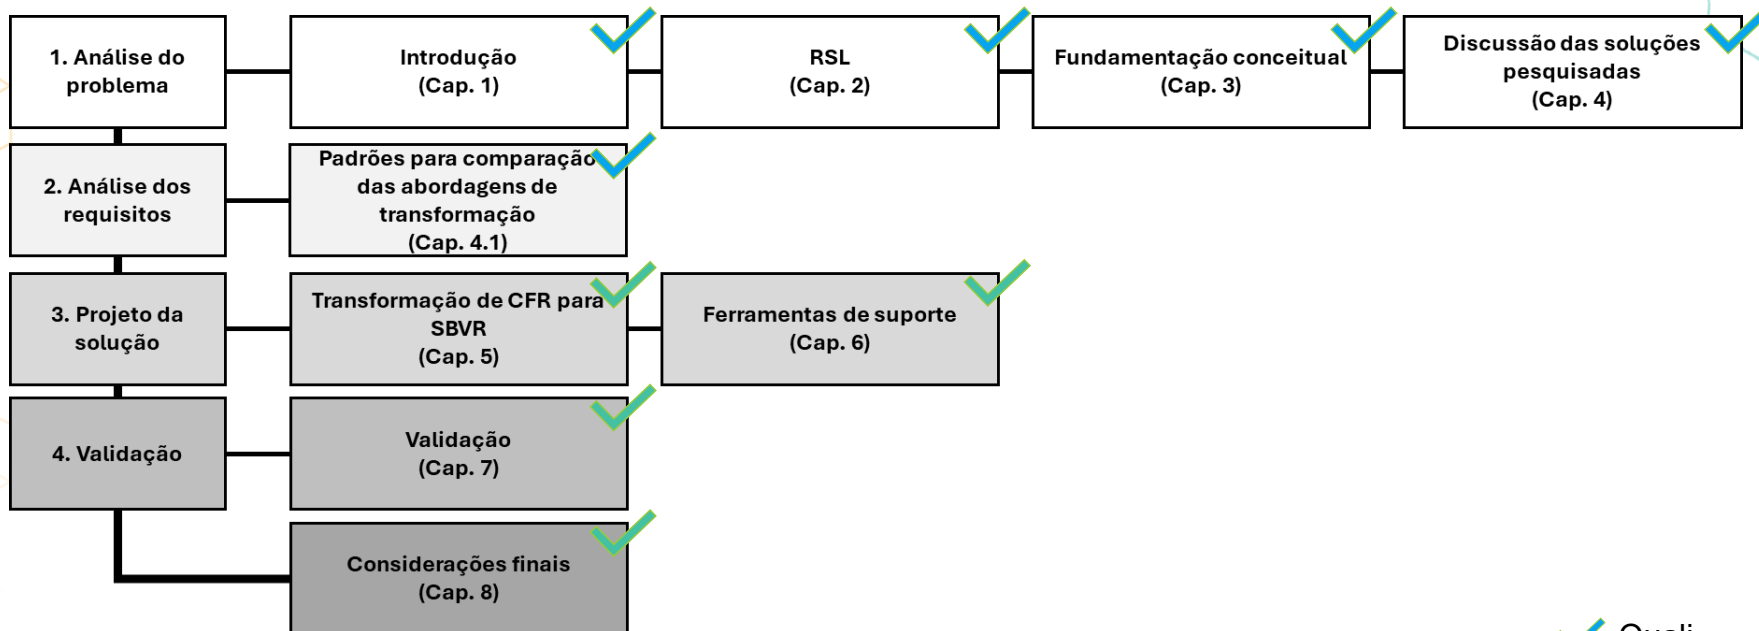 1. Análise do
problema
Introdução
(Cap. 1)
RSL
(Cap. 2)
Fundamentação conceitual
(Cap. 3)
Discussão das soluções
pesquisadas
(Cap. 4)
2. Análise dos
requisitos
Padrões para comparação
das abordagens de
transformação
(Cap. 4.1)
3. Projeto da
solução
Transformação de CFR para
SBVR
(Cap. 5)
Ferramentas de suporte
(Cap. 6)
4. Validação
Validação
(Cap. 7)
Considerações finais
(Cap. 8)
Quali